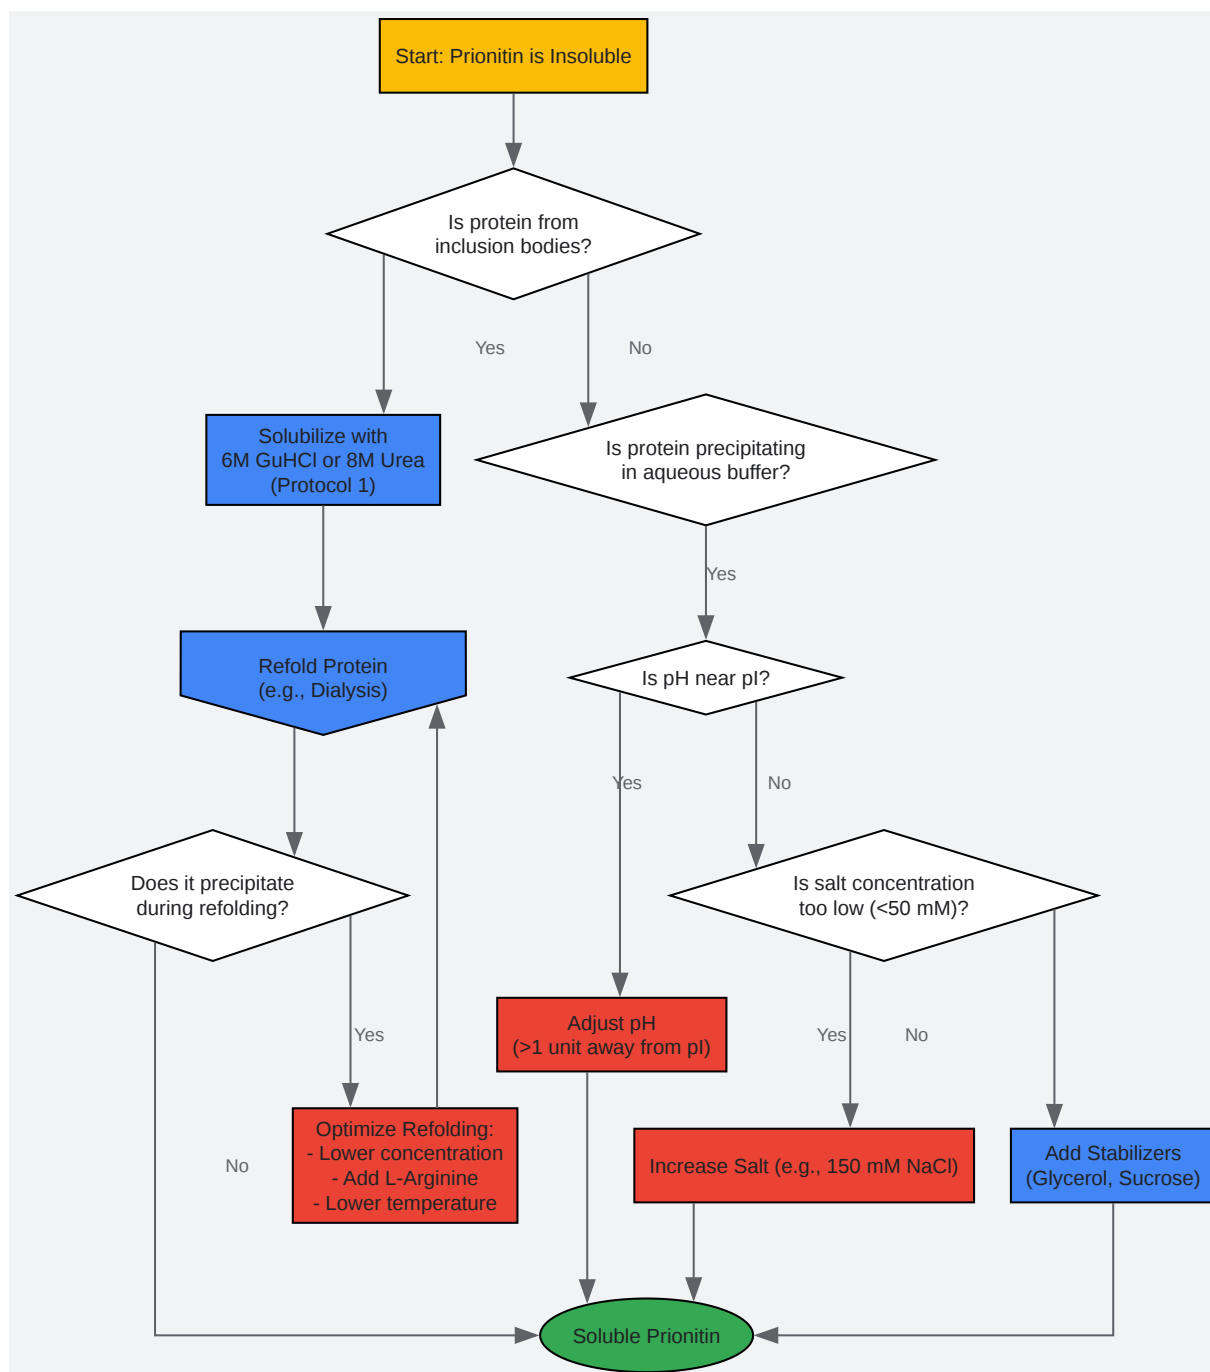 Start: Prionitin is Insoluble
Is protein from
inclusion bodies?
Yes
No
Solubilize with
6M GuHCl or 8M Urea
(Protocol 1)
Is protein precipitating
in aqueous buffer?
Yes
Refold Protein
(e.g., Dialysis)
Is pH near pI?
Yes
No
Does it precipitate
during refolding?
Is salt concentration
too low (<50 mM)?
Yes
Adjust pH
(>1 unit away from pI)
Yes
No
No
Optimize Refolding:
- Lower concentration
- Add L-Arginine
- Lower temperature
Increase Salt (e.g., 150 mM NaCl)
Add Stabilizers
(Glycerol, Sucrose)
Soluble Prionitin